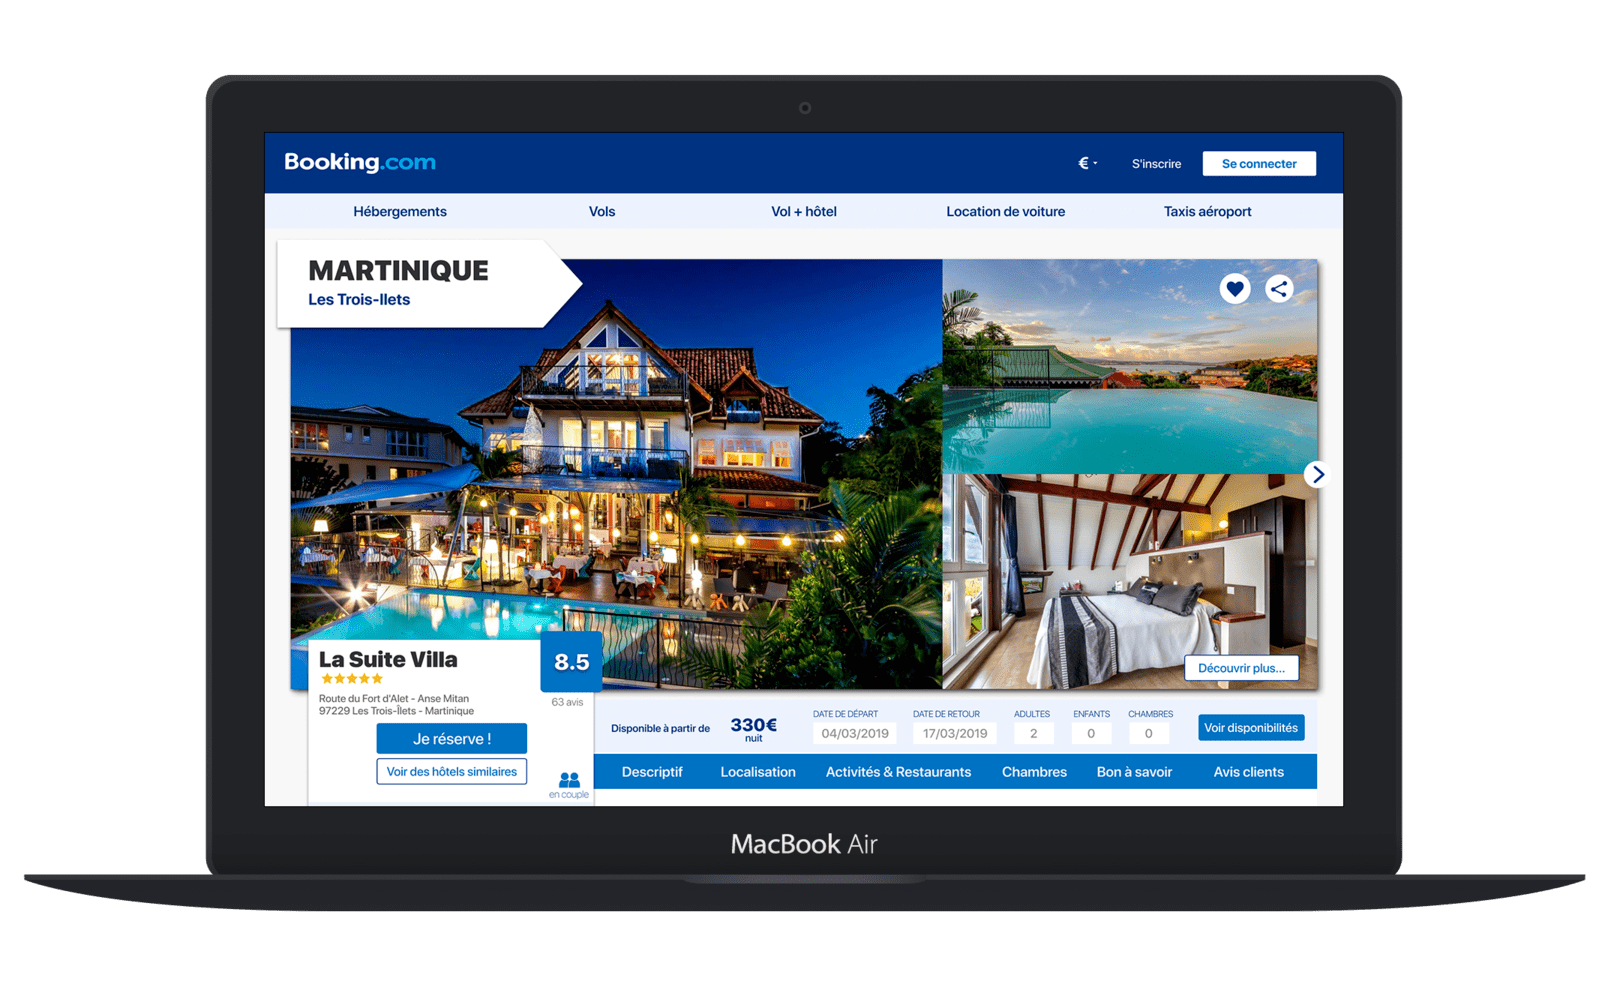 Booking.com
€
S'inscrire
Se connecter
Hébergements
Vols
Vol + hôtel
Location de voiture
Taxis aéroport
MARTINIQUE
Les Trois-Ilets
Découvrir plus...
La Suite Villa
8.5
63 avis
Route du Fort d'Alet - Anse Mitan
97229 Les Trois-Îlets - Martinique
Je réserve !
Voir des hôtels similaires
en couple
Disponible à partir de
330€
nuit
DATE DE DÉPART
04/03/2019
DATE DE RETOUR
17/03/2019
ADULTES
2
ENFANTS
0
CHAMBRES
0
Voir disponibilités
Descriptif
Localisation
Activités & Restaurants
Chambres
Bon à savoir
Avis clients
MacBook Air